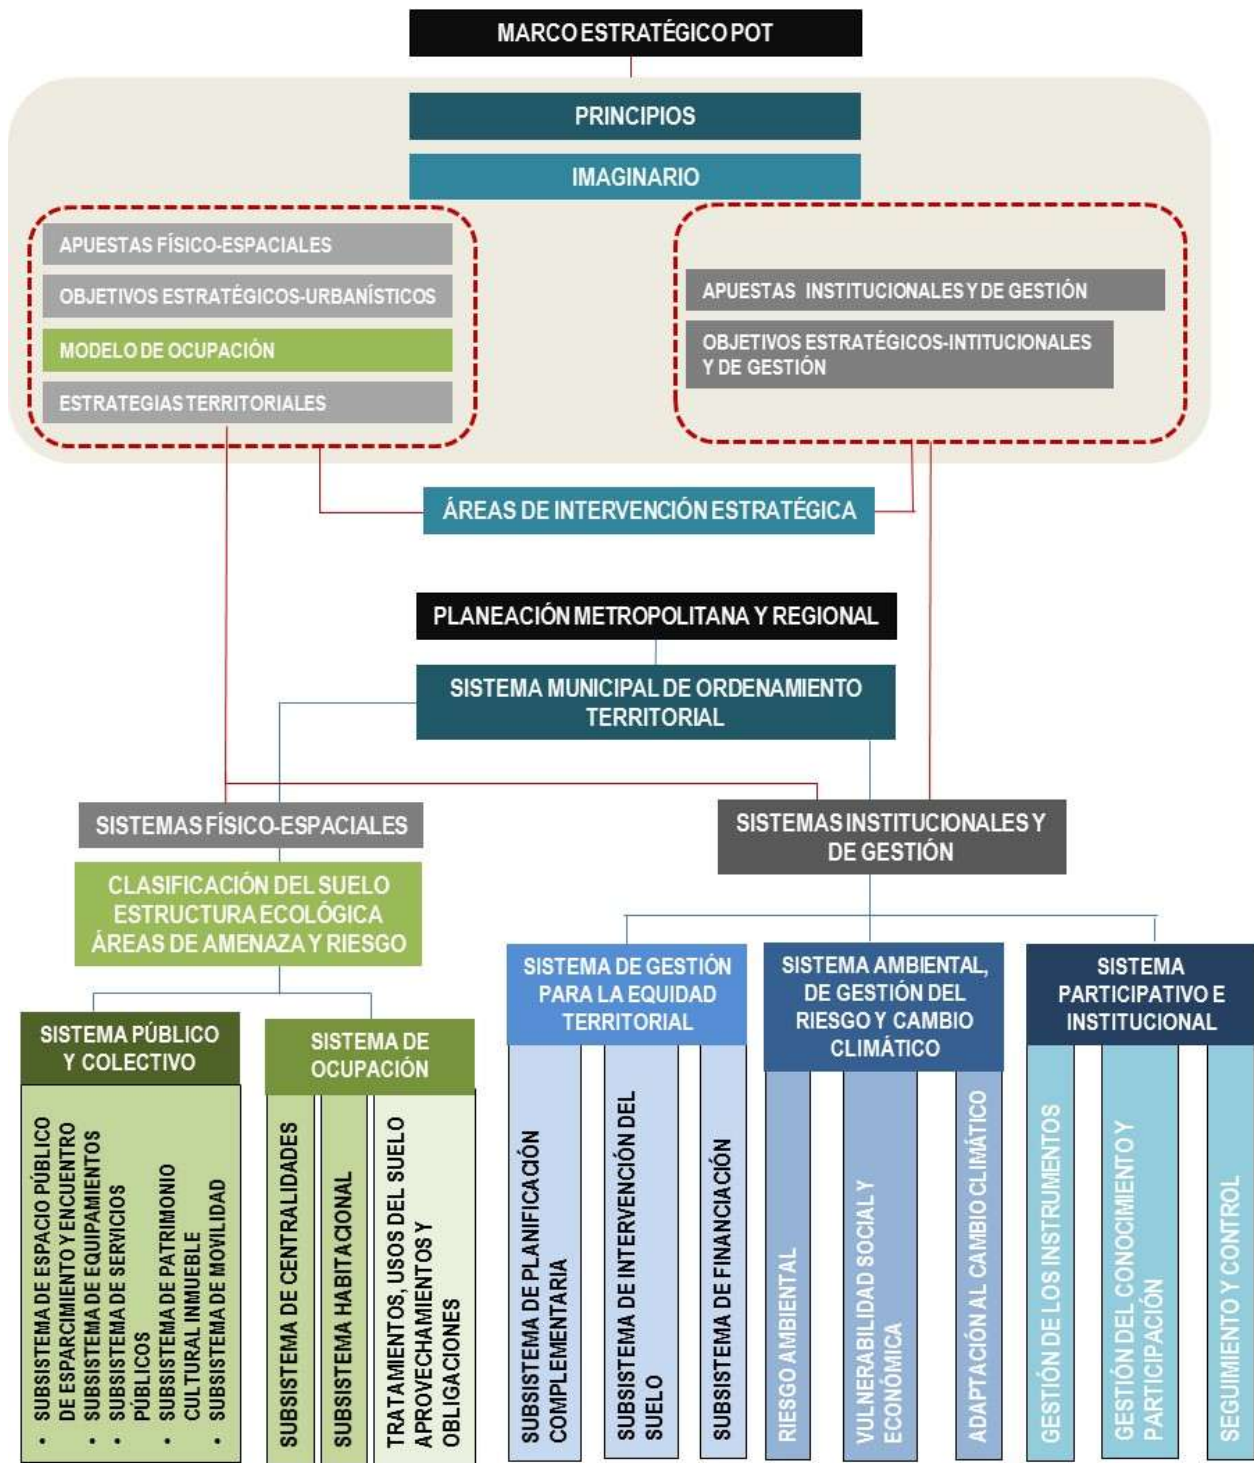 MARCO ESTRATÉGICO POT
PRINCIPIOS
IMAGINARIO
APUESTAS FÍSICO-ESPACIALES
OBJETIVOS ESTRATÉGICOS-URBANÍSTICOS
MODELO DE OCUPACIÓN
ESTRATEGIAS TERRITORIALES
APUESTAS INSTITUCIONALES Y DE GESTIÓN
OBJETIVOS ESTRATÉGICOS-INTITUCIONALES
Y DE GESTIÓN
ÁREAS DE INTERVENCIÓN ESTRATÉGICA
PLANEACIÓN METROPOLITANA Y REGIONAL
SISTEMA MUNICIPAL DE ORDENAMIENTO
TERRITORIAL
SISTEMAS FÍSICO-ESPACIALES
CLASIFICACIÓN DEL SUELO
ESTRUCTURA ECOLÓGICA
ÁREAS DE AMENAZA Y RIESGO
SISTEMA PÚBLICO
Y COLECTIVO
• SUBSISTEMA DE ESPACIO PÚBLICO
DE ESPARCIMIENTO Y ENCUENTRO
• SUBSISTEMA DE EQUIPAMIENTOS
• SUBSISTEMA DE SERVICIOS
PÚBLICOS
• SUBSISTEMA DE PATRIMONIO
CULTURAL INMUEBLE
• SUBSISTEMA DE MOVILIDAD
SISTEMA DE
OCUPACIÓN
SUBSISTEMA DE CENTRALIDADES
SUBSISTEMA HABITACIONAL
TRATAMIENTOS, USOS DEL SUELO
APROVECHAMIENTOS Y
OBLIGACIONES
SISTEMAS INSTITUCIONALES Y
DE GESTIÓN
SISTEMA DE GESTIÓN
PARA LA EQUIDAD
TERRITORIAL
SUBSISTEMA DE PLANIFICACIÓN
COMPLEMENTARIA
SUBSISTEMA DE INTERVENCIÓN DEL
SUELO
SUBSISTEMA DE FINANCIACIÓN
SISTEMA AMBIENTAL,
DE GESTIÓN DEL
RIESGO Y CAMBIO
CLIMÁTICO
RIESGO AMBIENTAL
VULNERABILIDAD SOCIAL Y
ECONÓMICA
ADAPTACIÓN AL CAMBIO CLIMÁTICO
SISTEMA
PARTICIPATIVO E
INSTITUCIONAL
GESTIÓN DE LOS INSTRUMENTOS
GESTIÓN DEL CONOCIMIENTO Y
PARTICIPACIÓN
SEGUIMIENTO Y CONTROL